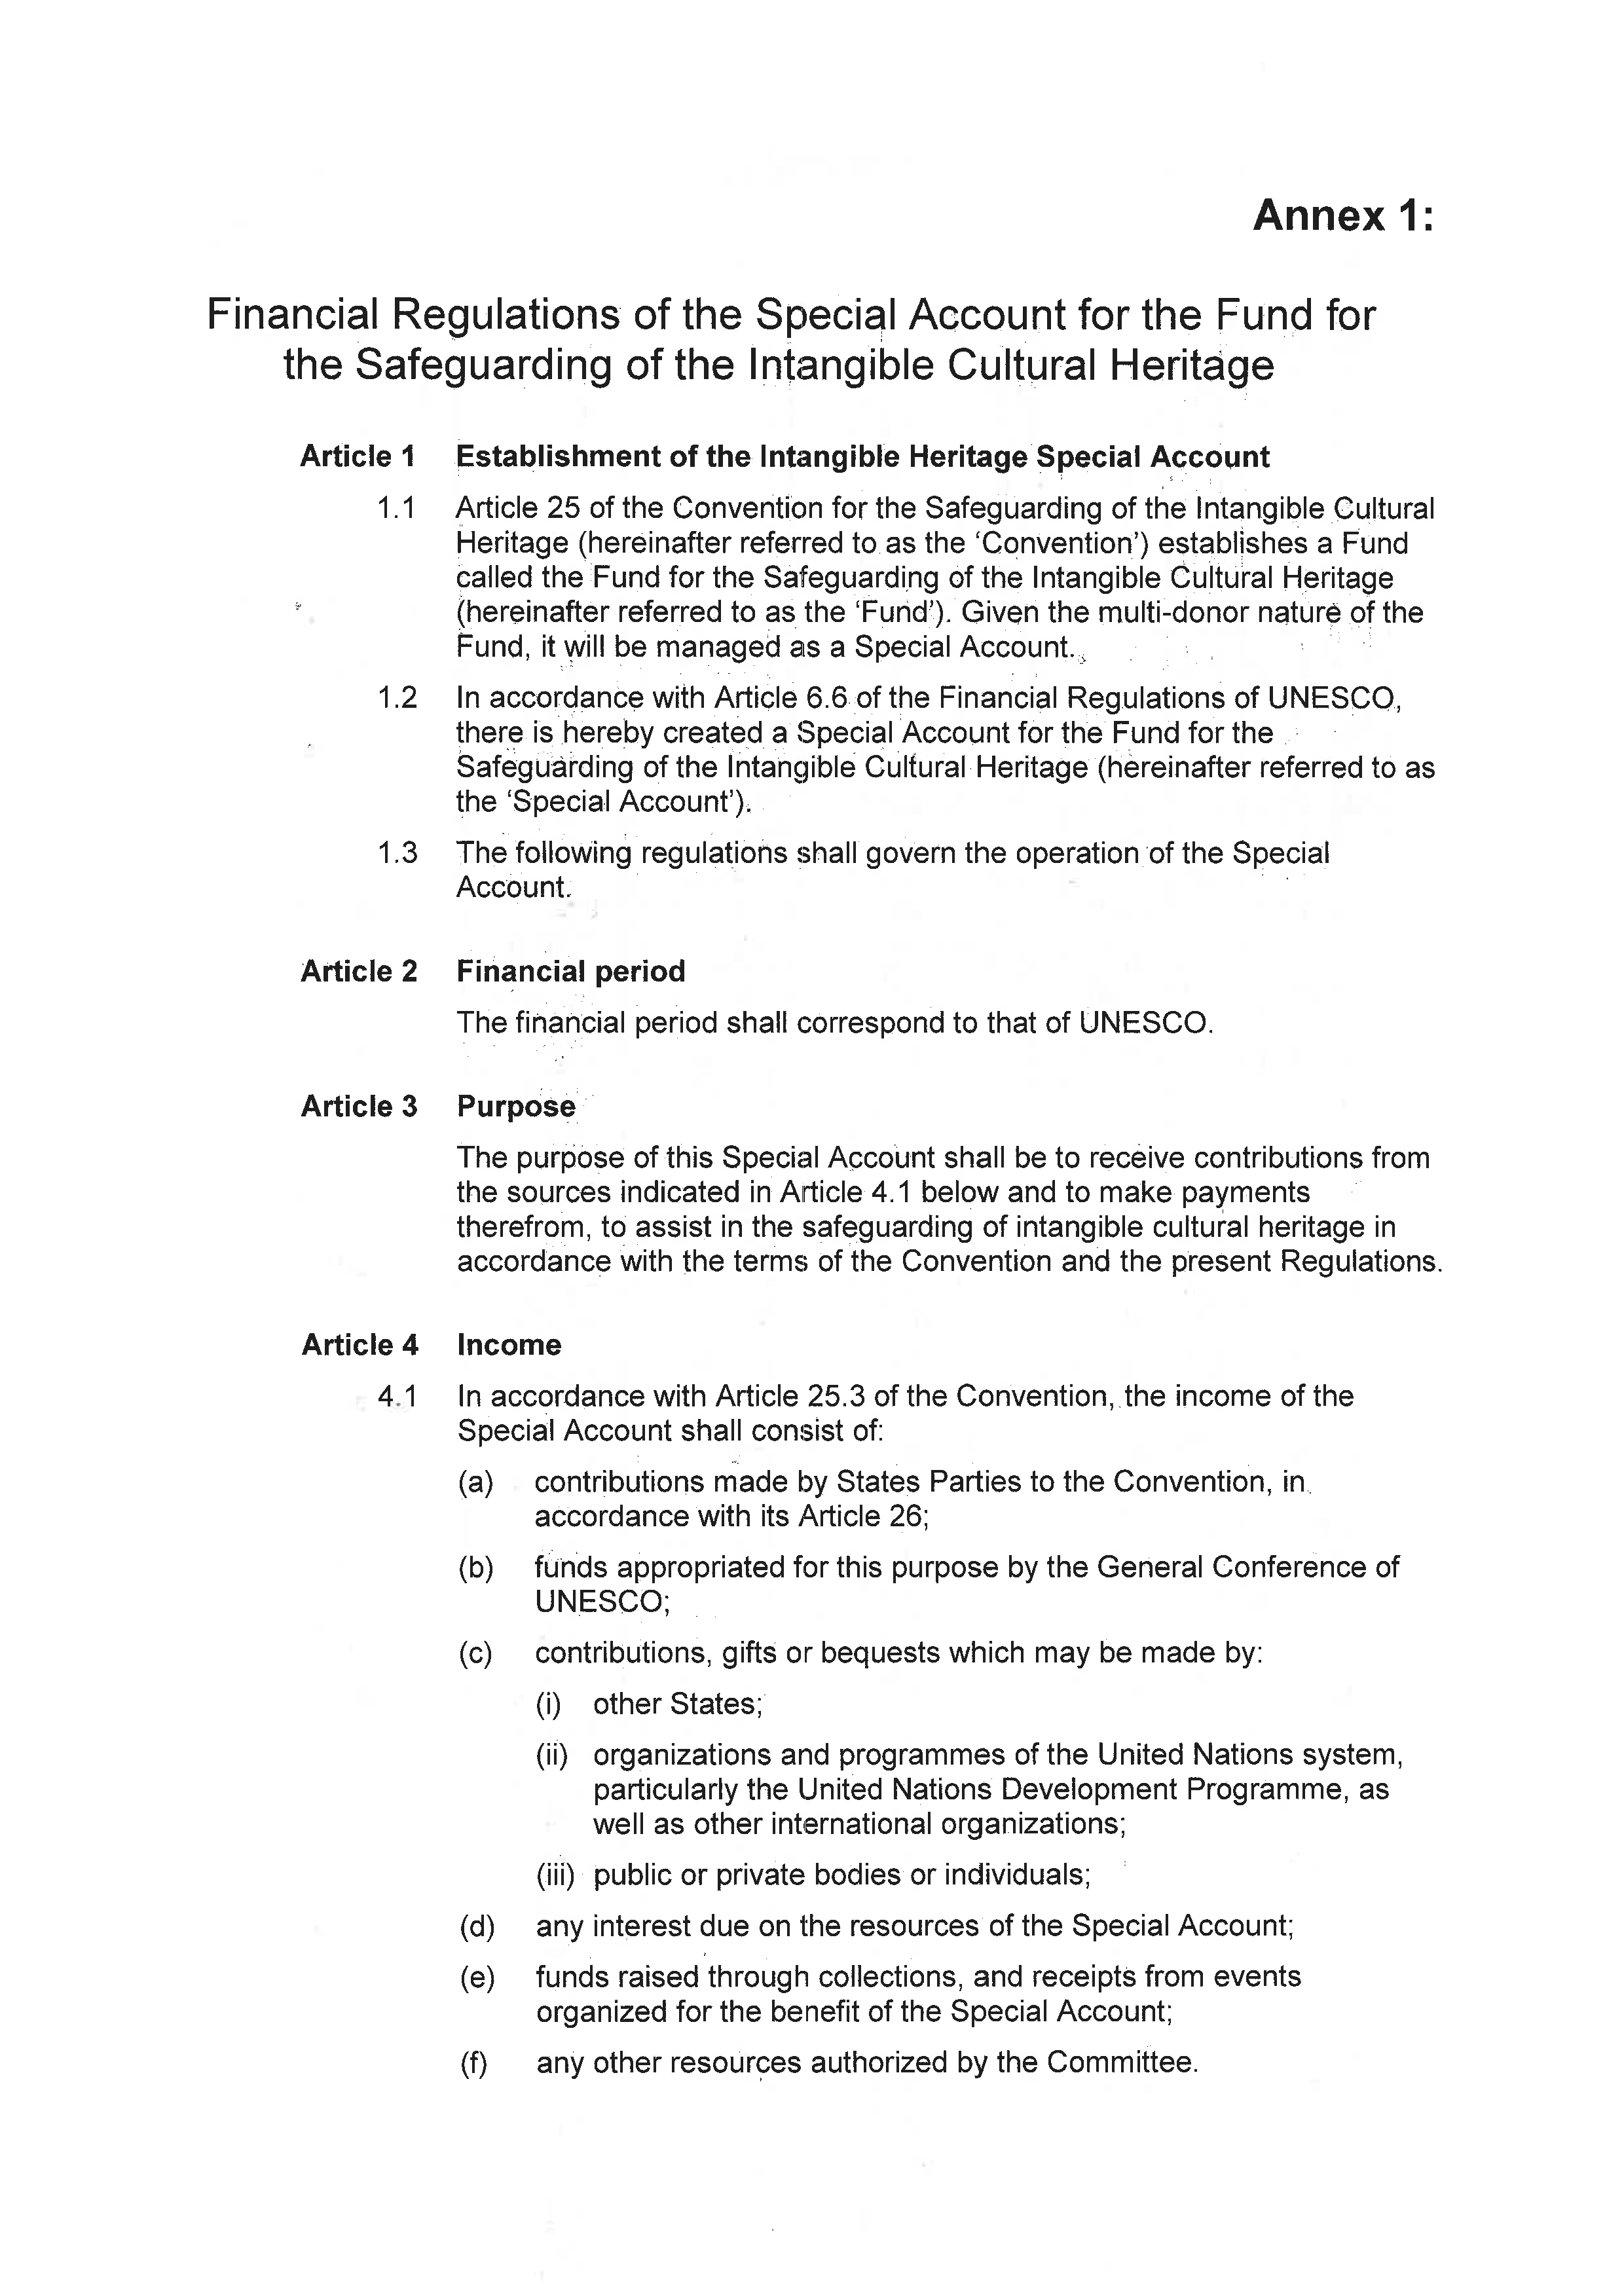 Annex 1:
Financial Regulations of the Special Account for the Fund for
the Safeguarding of the Intangible Cultural Heritage
Article 1 Establishment of the Intangible Heritage Special Account
1.1 Article 25 of the Convention for the Safeguarding of the Intangible Cultural
Heritage (hereinafter referred to as the ‘Convention’) establishes a Fund
called the Fund for the Safeguarding of the Intangible Cultural Heritage
(hereinafter referred to as the ‘Fund’). Given the multi-donor nature of the
Fund, it will be managed as a Special Account.
1.2 In accordance with Article 6.6 of the Financial Regulations of UNESCO,
there is hereby created a Special Account for the Fund for the
Safeguarding of the Intangible Cultural Heritage (hereinafter referred to as
the ‘Special Account’).
1.3 The following regulations shall govern the operation of the Special
Account.
Article 2 Financial period
The financial period shall correspond to that of UNESCO.
Article 3 Purpose
The purpose of this Special Account shall be to receive contributions from
the sources indicated in Article 4.1 below and to make payments
therefrom, to assist in the safeguarding of intangible cultural heritage in
accordance with the terms of the Convention and the present Regulations.
Article 4 Income
4.1 In accordance with Article 25.3 of the Convention, the income of the
Special Account shall consist of:
(a) contributions made by States Parties to the Convention, in
accordance with its Article 26;
(b) funds appropriated for this purpose by the General Conference of
UNESCO;
(c) contributions, gifts or bequests which may be made by:
(i) other States;
(ii) organizations and programmes of the United Nations system,
particularly the United Nations Development Programme, as
well as other international organizations;
(iii) public or private bodies or individuals;
(d) any interest due on the resources of the Special Account;
(e) funds raised through collections, and receipts from events
organized for the benefit of the Special Account;
(f) any other resources authorized by the Committee.